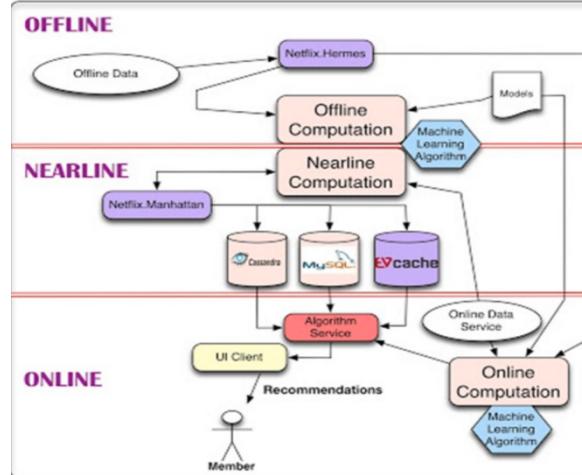 OFFLINE
Netflix.Hermes
Offline Data
Models
Offline
Computation
Machine
Learning
Algorithm
NEARLINE
Nearline
Computation
Netflix.Manhattan
Cassandra
MySQL
EVcache
Algorithm
Service
Online Data
Service
UI Client
ONLINE
Online
Computation
Recommendations
Machine
Learning
Algorithm
Member